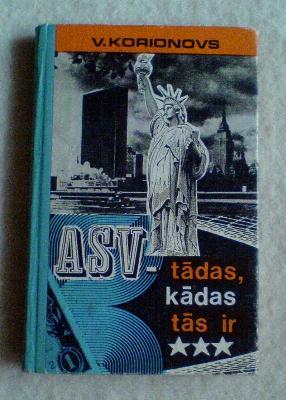 V. KORIONOVS
ASV-
tādas,
kādas
tās ir